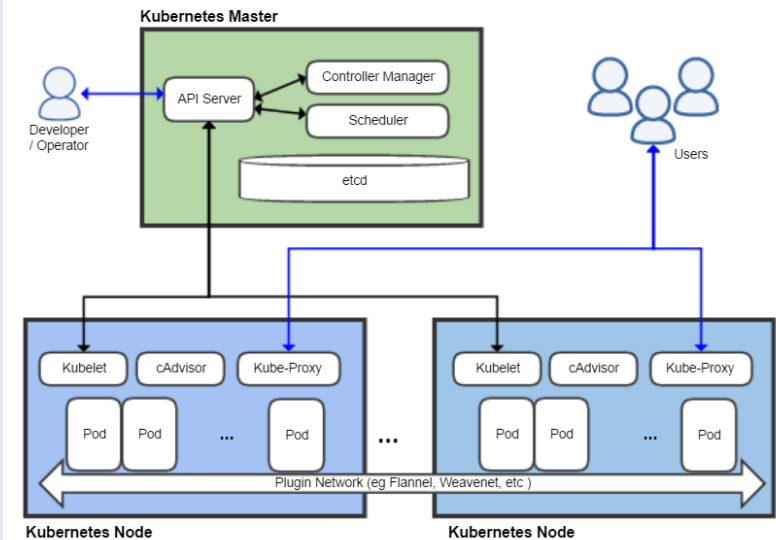 Kubernetes Master
API Server
Controller Manager
Scheduler
etcd
Developer
/ Operator
Users
Kubelet
cAdvisor
Kube-Proxy
Pod
Pod
...
Pod
...
Kubelet
cAdvisor
Kube-Proxy
Pod
Pod
...
Pod
Plugin Network (eg Flannel, Weavenet, etc )
Kubernetes Node
Kubernetes Node